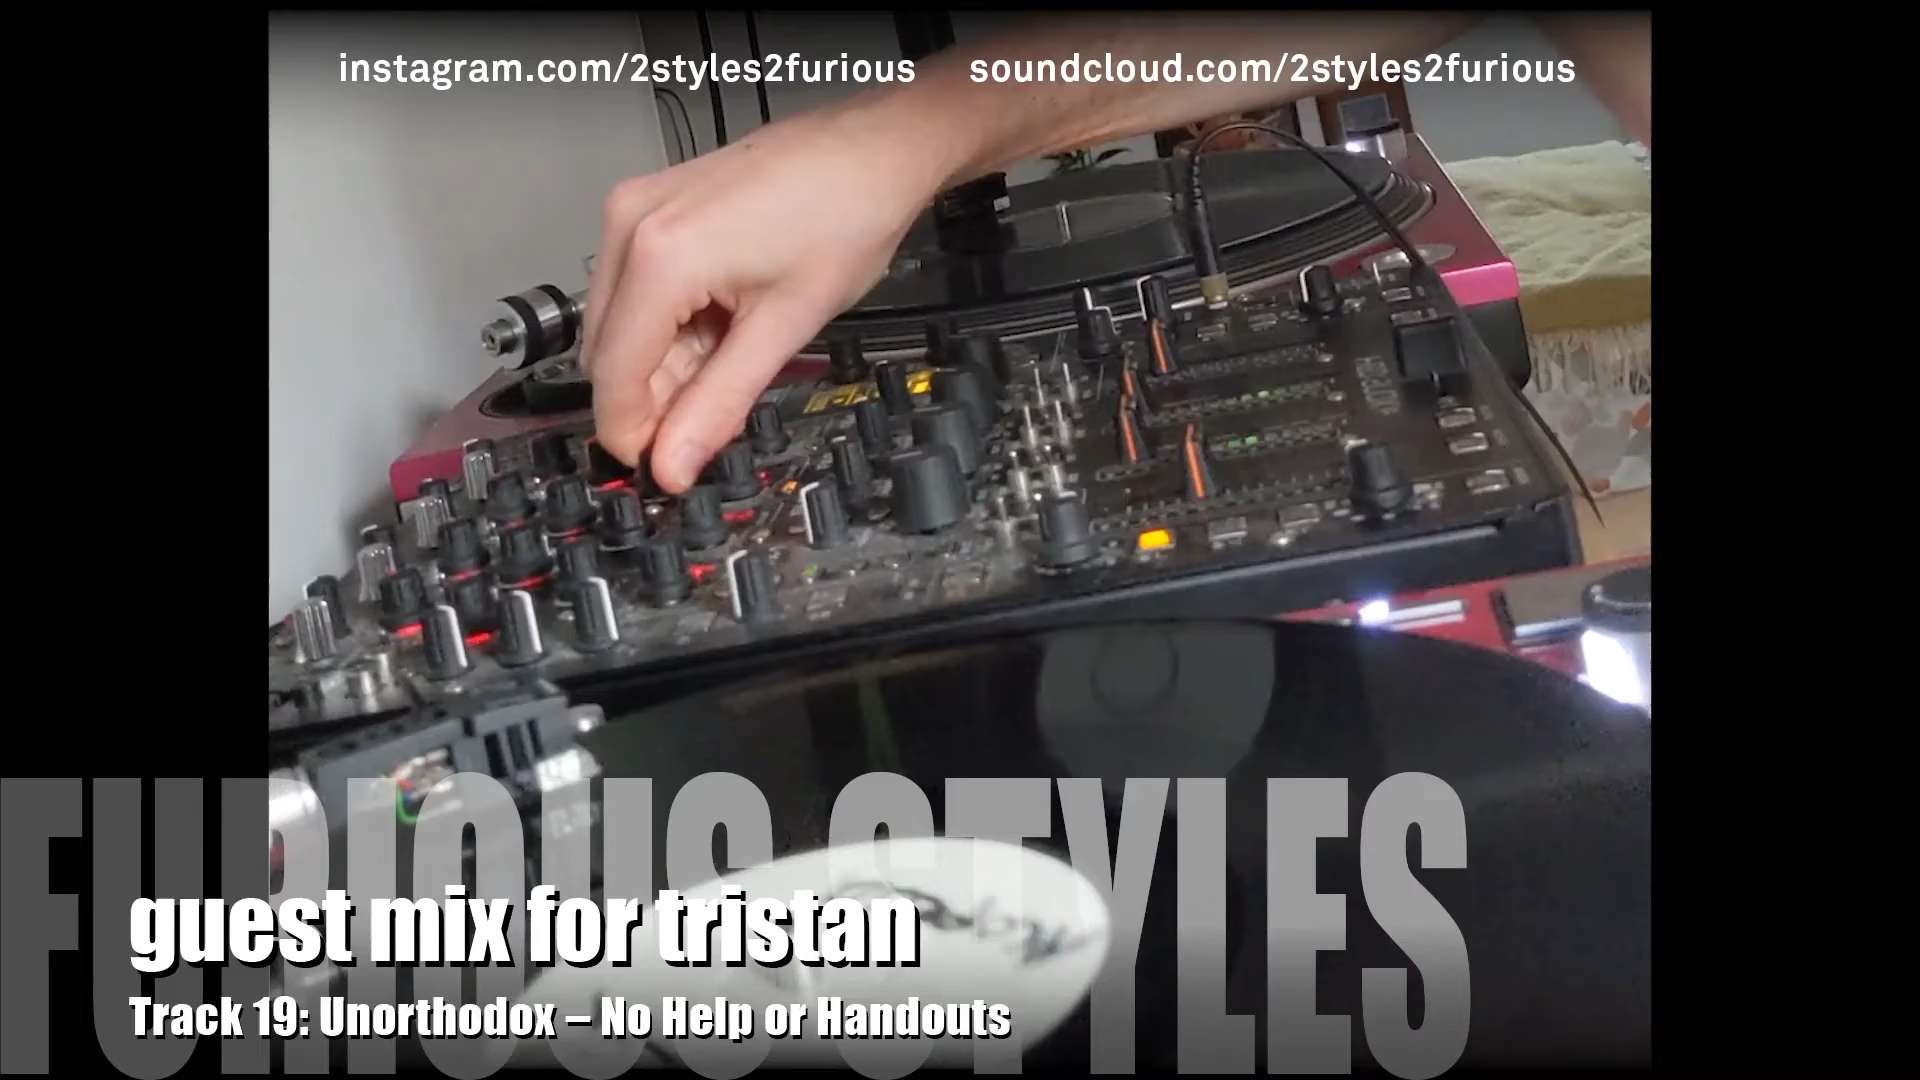 instagram.com/2styles2furious soundcloud.com/2styles2furious
FURIOUS STYLES
guest mix for tristan
Track 19: Unorthodox – No Help or Handouts